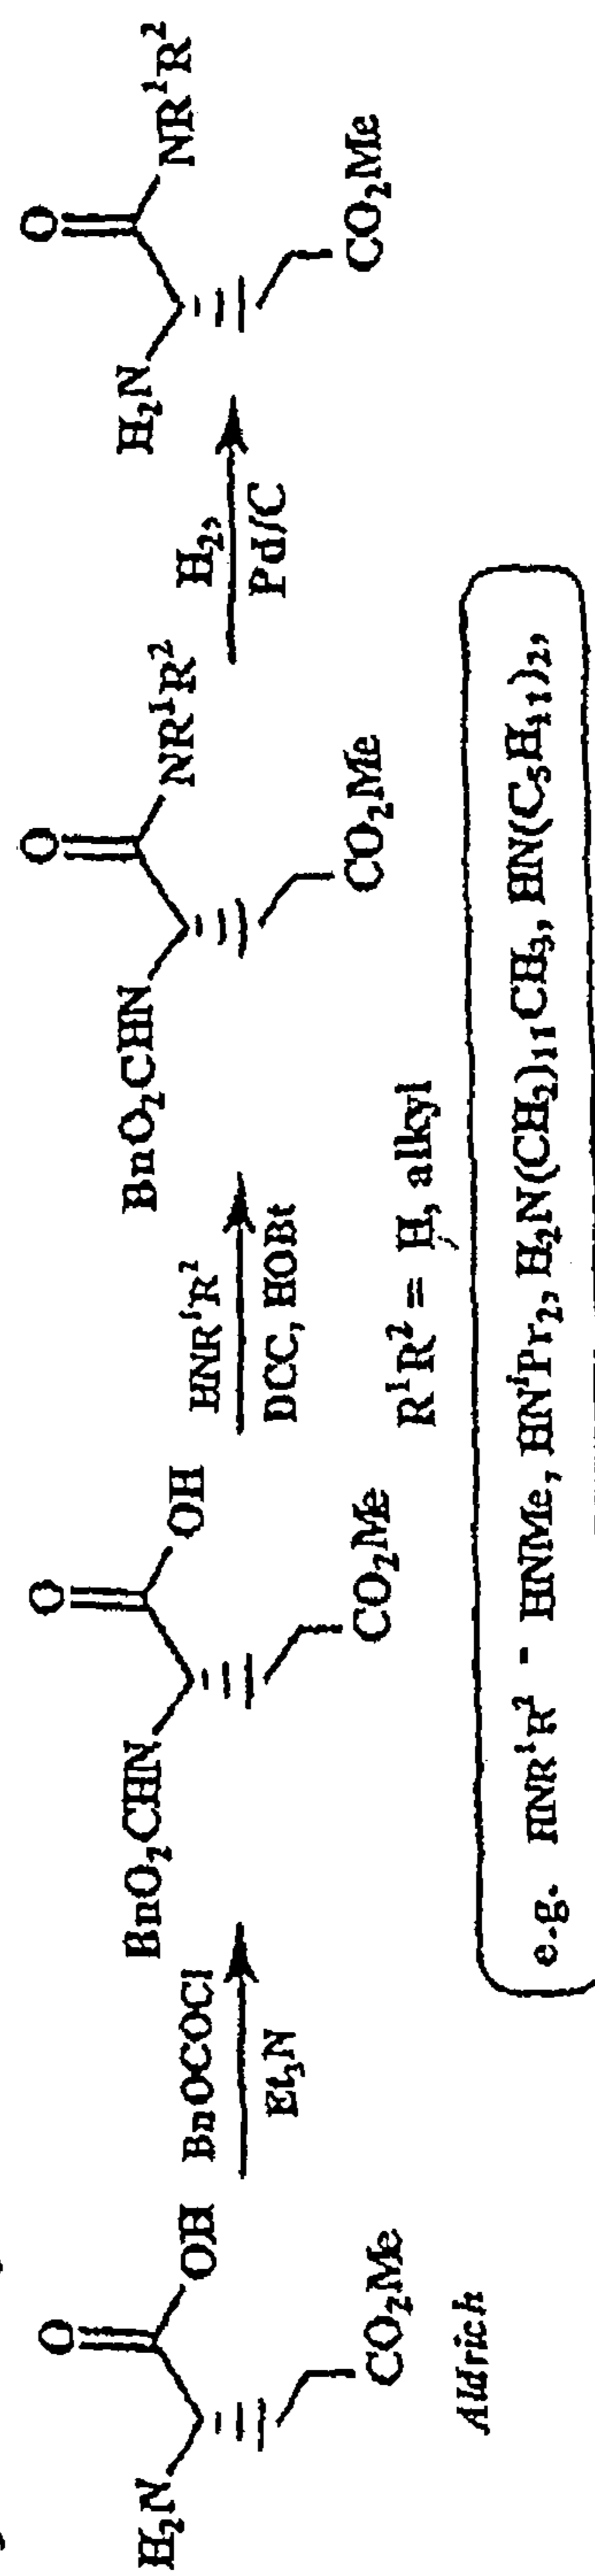 H₂N
O
OH
CO₂Me
Aldrich
BnOCOCl
Et₃N
BnO₂CHN
O
OH
CO₂Me
HNR¹R²
DCC, HOBt
BnO₂CHN
O
NR¹R²
CO₂Me
R¹R² = H, alkyl
H₂,
Pd/C
H₂N
O
NR¹R²
CO₂Me
e.g. HNR¹R² - HNMe, HNⁱPr₂, H₂N(CH₂)₁₁CH₃, HN(C₅H₁₁)₂,